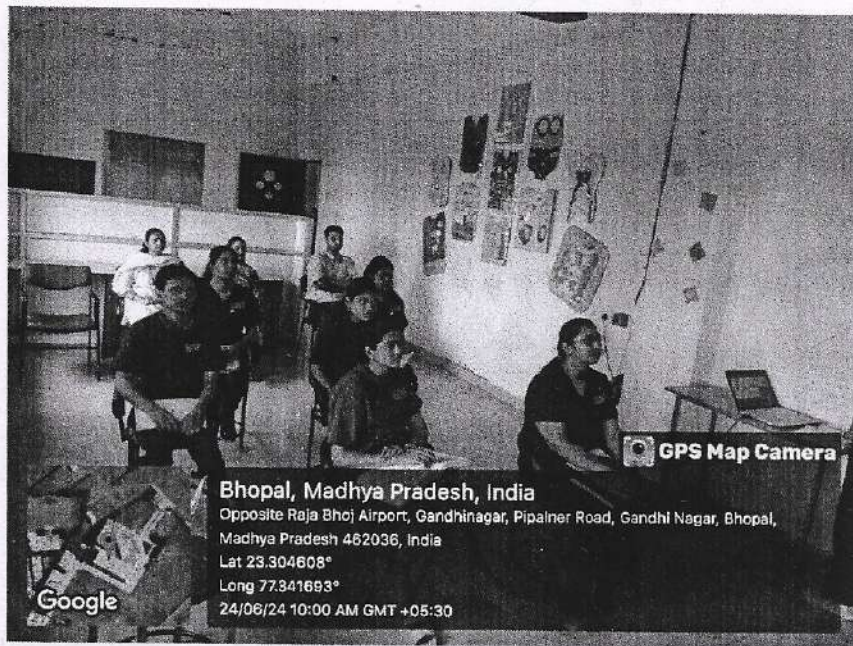 GPS Map Camera
Bhopal, Madhya Pradesh, India
Opposite Raja Bhoj Airport, Gandhinagar, Pipalner Road, Gandhi Nagar, Bhopal,
Madhya Pradesh 462036, India
Lat 23.304608°
Long 77.341693°
24/06/24 10:00 AM GMT +05:30
Google